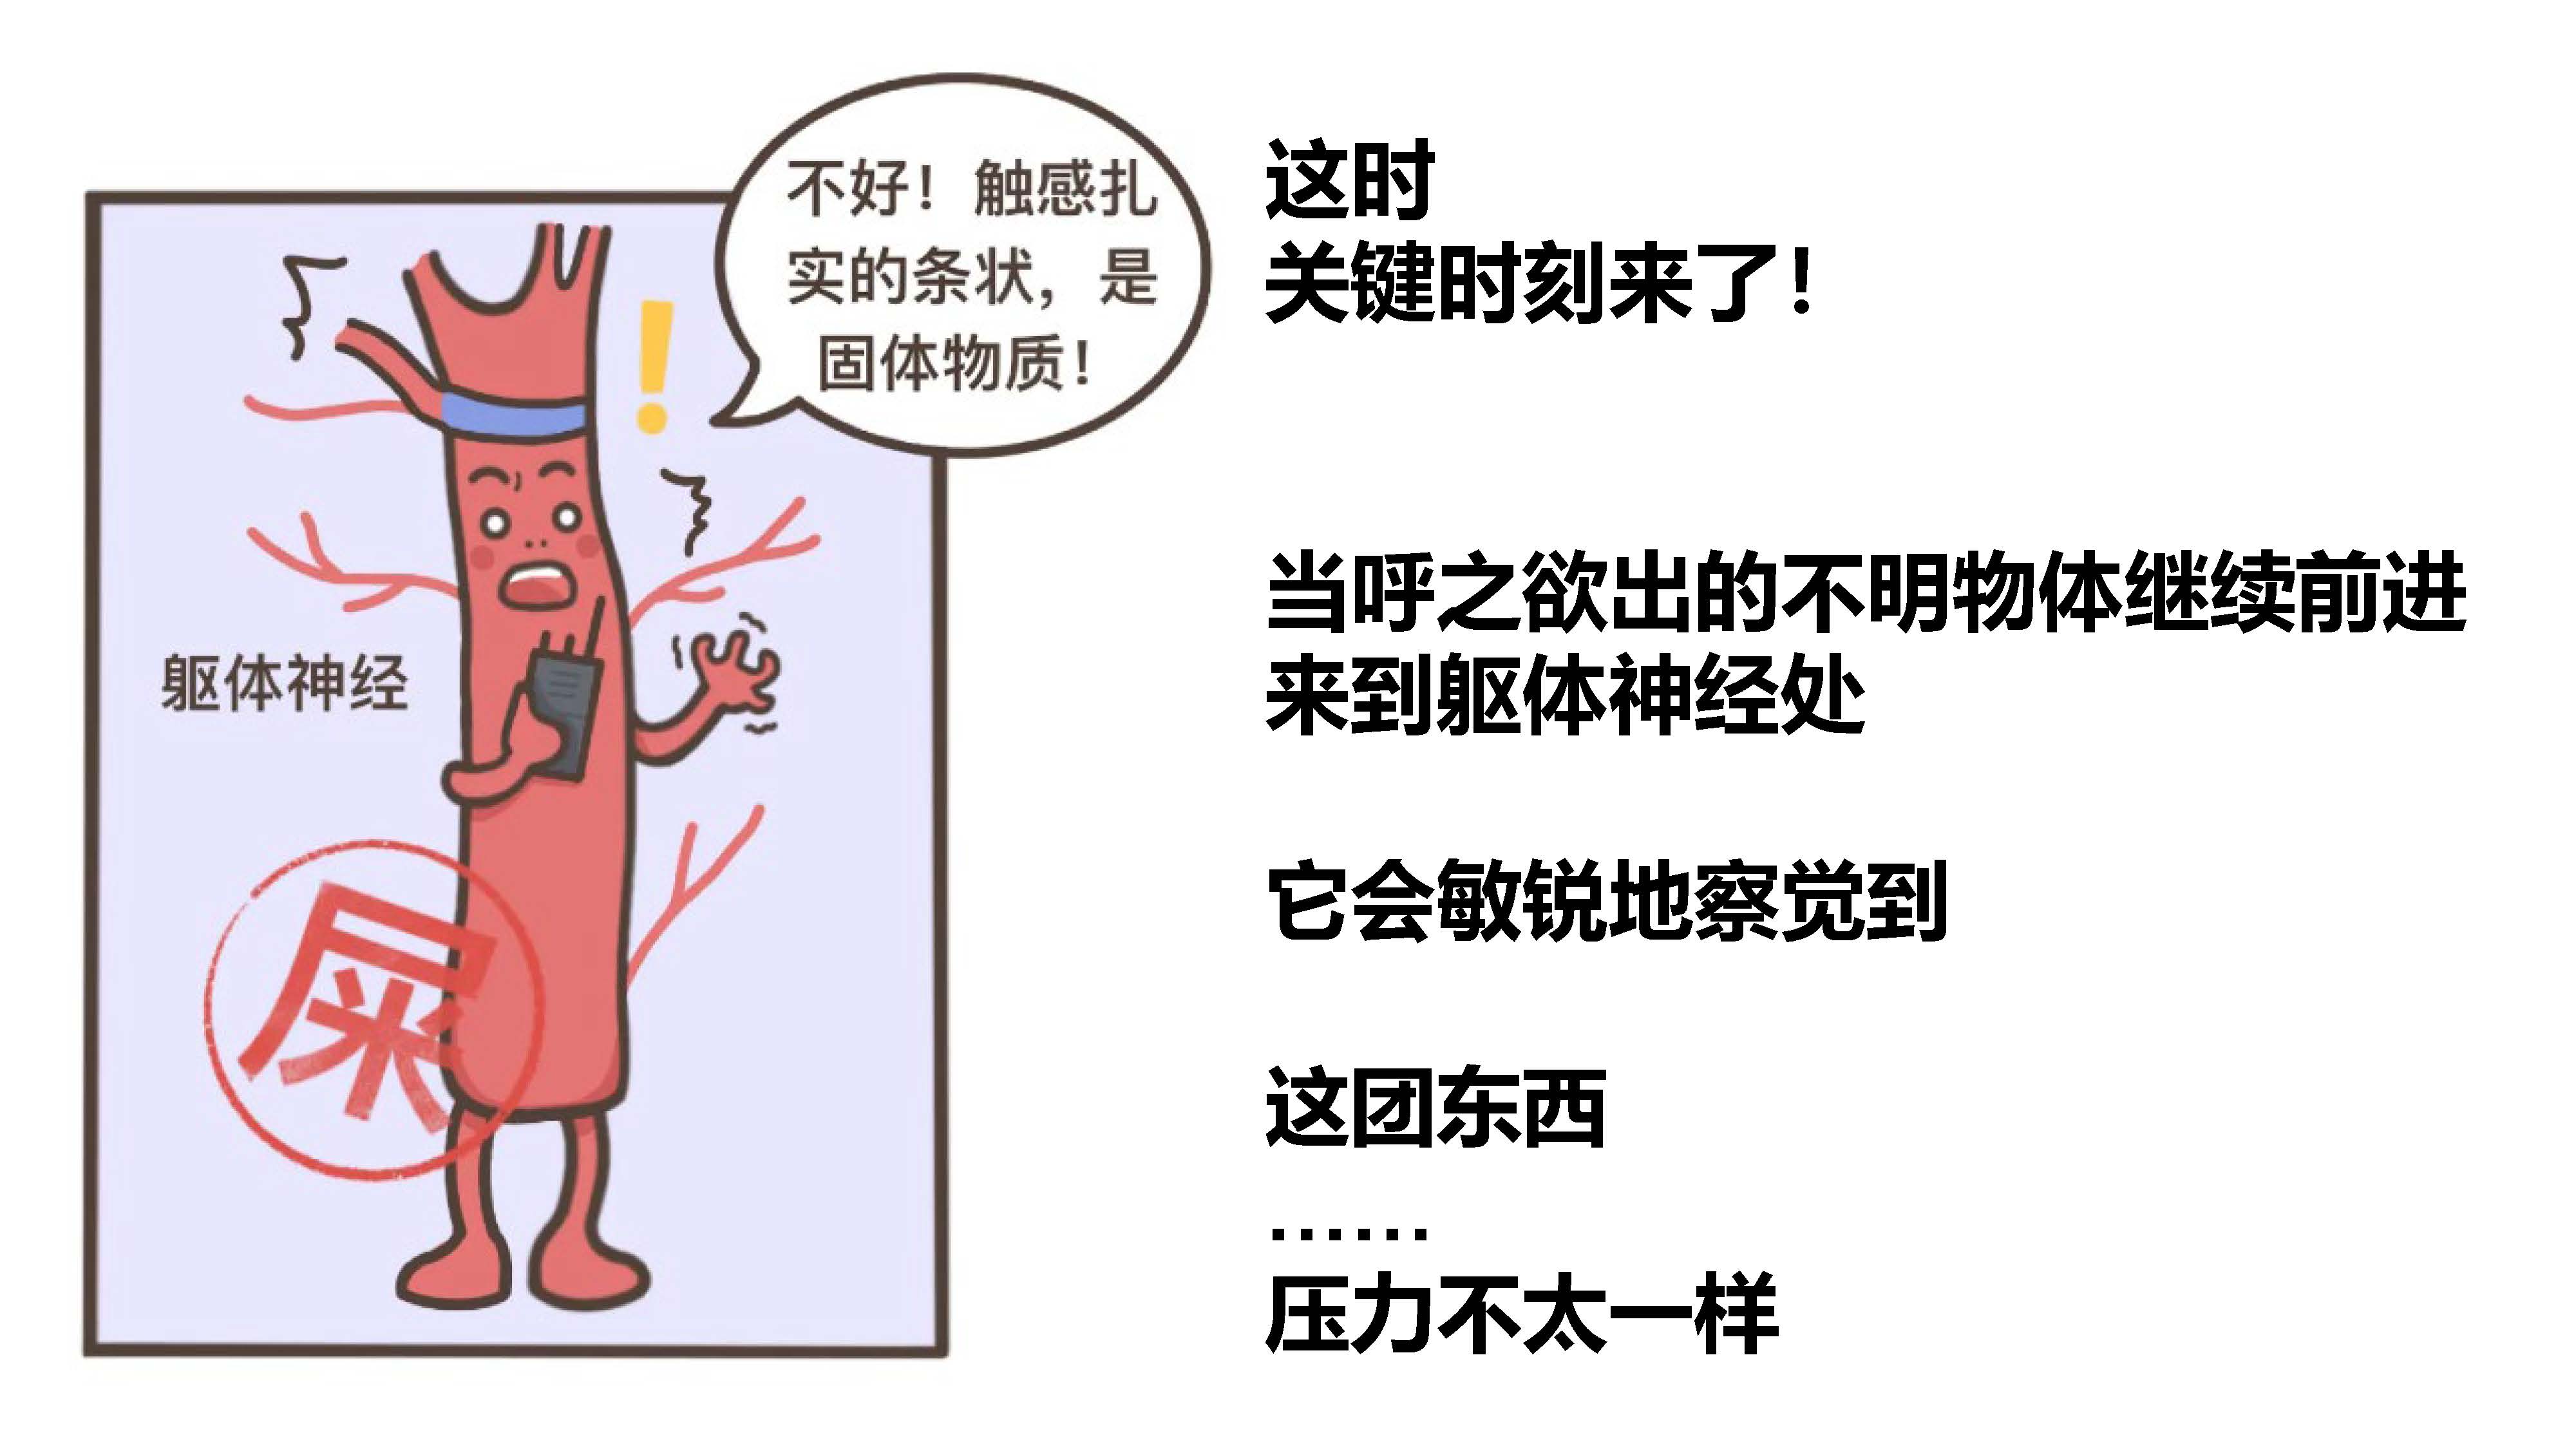 不好！触感扎
实的条状，是
固体物质！
躯体神经
屎
这时
关键时刻来了！
当呼之欲出的不明物体继续前进
来到躯体神经处
它会敏锐地察觉到
这团东西
……
压力不太一样